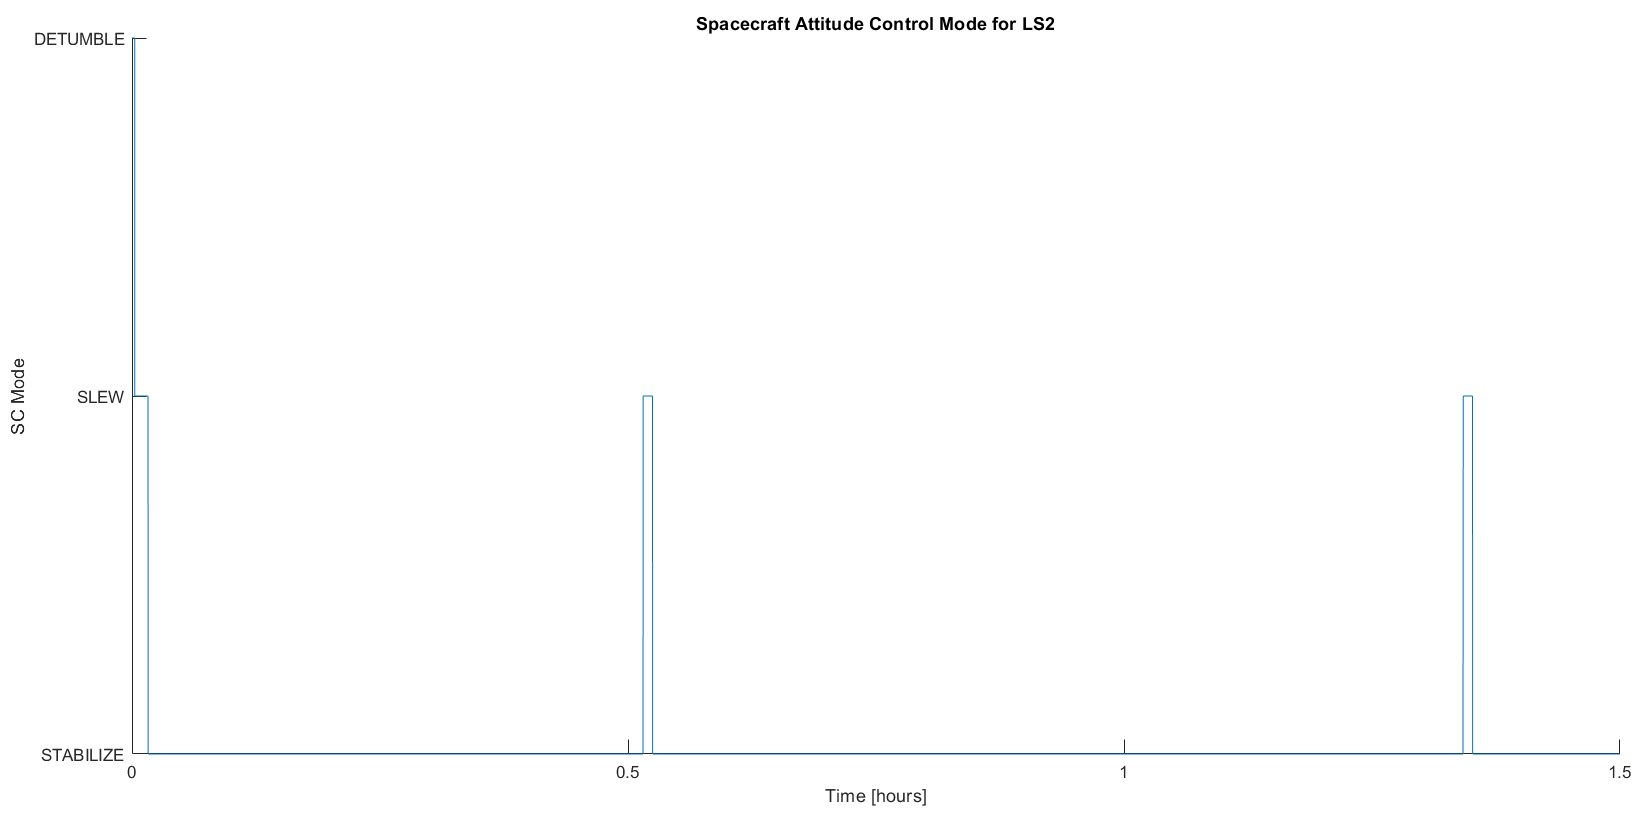 Spacecraft Attitude Control Mode for LS2
DETUMBLE
SLEW
STABILIZE
SC Mode
0 0.5 1 1.5
Time [hours]